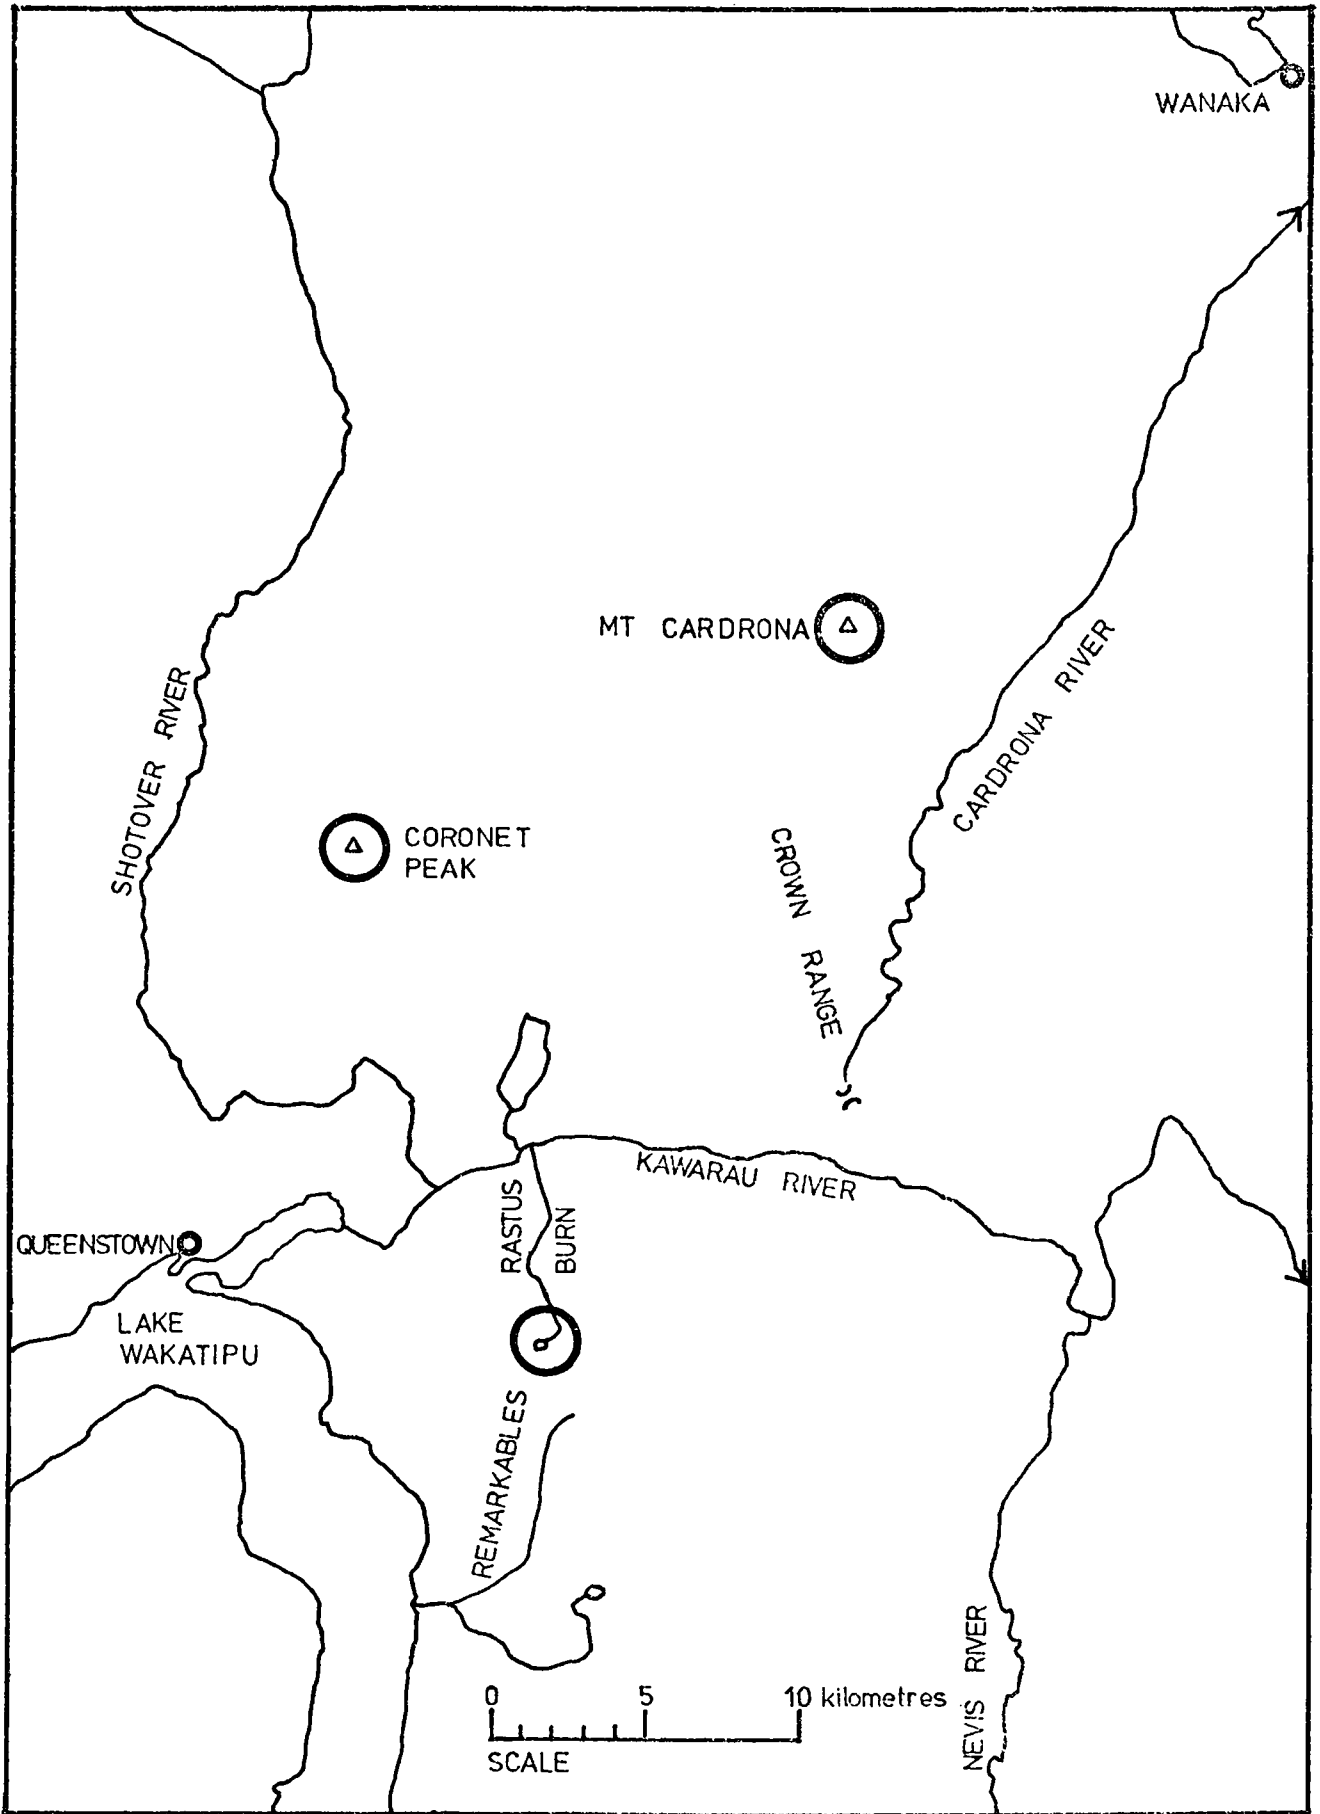 WANAKA
MT CARDRONA
CARDRONA RIVER
SHOTOVER RIVER
CORONET
PEAK
CROWN RANGE
KAWARAU RIVER
RASTUS
BURN
QUEENSTOWN
LAKE
WAKATIPU
REMARKABLES
NEVIS RIVER
0 5 10 kilometres
SCALE